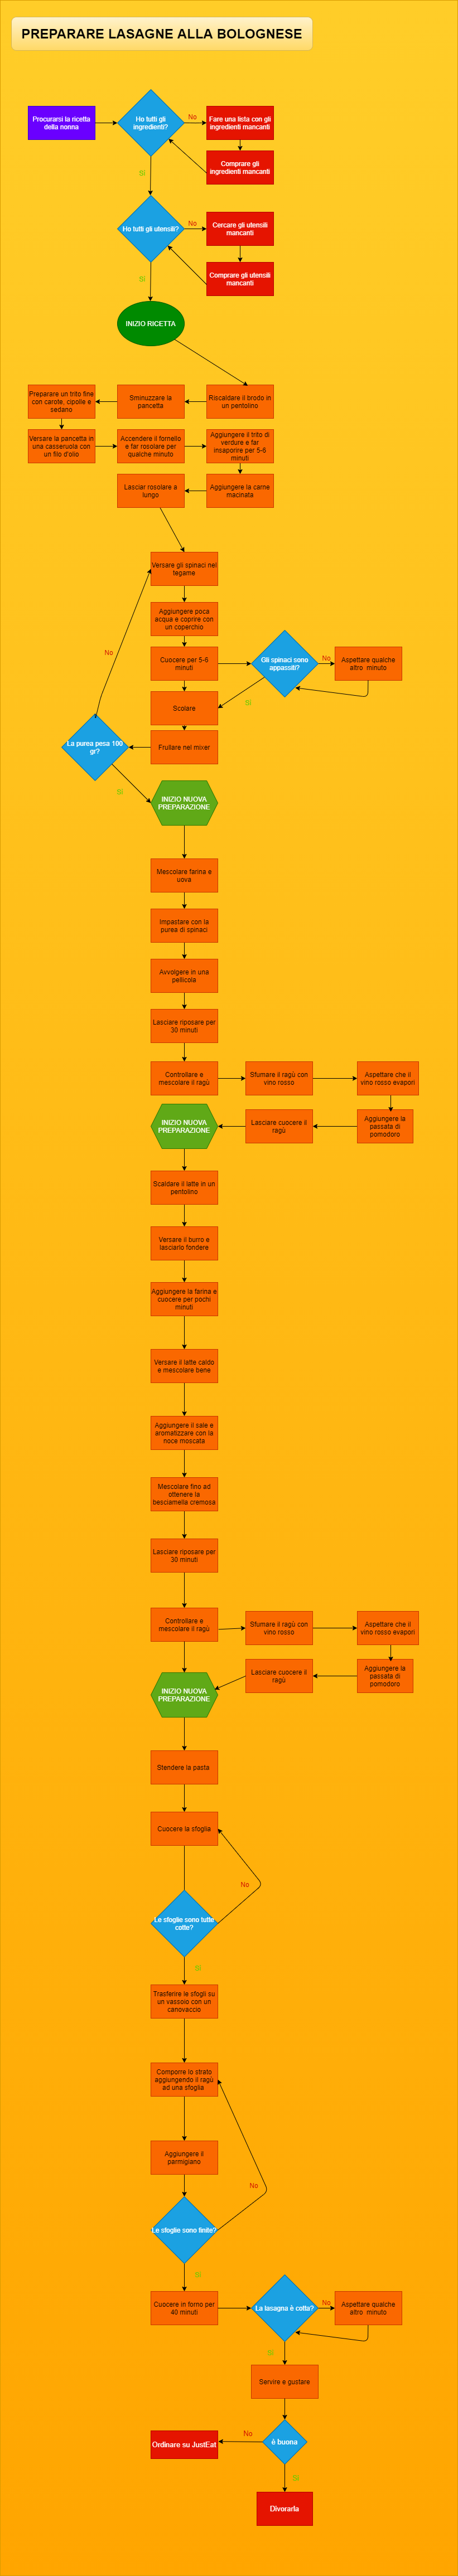 PREPARARE LASAGNE ALLA BOLOGNESE
Procurarsi la ricetta
della nonna
Ho tutti gli
ingredienti?
No
Fare una lista con gli
ingredienti mancanti
Comprare gli
ingredienti mancanti
SÌ
Ho tutti gli utensili?
No
Cercare gli utensili
mancanti
Comprare gli utensili
mancanti
SÌ
INIZIO RICETTA
Preparare un trito fine
con carote, cipolle e
sedano
Sminuzzare la
pancetta
Riscaldare il brodo in
un pentolino
Versare la pancetta in
una casseruola con
un filo d'olio
Accendere il fornello
e far rosolare per
qualche minuto
Aggiungere il trito di
verdure e far
insaporire per 5-6
minuti
Lasciar rosolare a
lungo
Aggiungere la carne
macinata
Versare gli spinaci nel
tegame
Aggiungere poca
acqua e coprire con
un coperchio
No
Cuocere per 5-6
minuti
Gli spinaci sono
appassiti?
No
Aspettare qualche
altro minuto
SÌ
Scolare
La purea pesa 100
gr?
Frullare nel mixer
SÌ
INIZIO NUOVA
PREPARAZIONE
Mescolare farina e
uova
Impastare con la
purea di spinaci
Avvolgere in una
pellicola
Lasciare riposare per
30 minuti
Controllare e
mescolare il ragù
Sfumare il ragù con
vino rosso
Aspettare che il
vino rosso evapori
INIZIO NUOVA
PREPARAZIONE
Lasciare cuocere il
ragù
Aggiungere la
passata di
pomodoro
Scaldare il latte in un
pentolino
Versare il burro e
lasciarlo fondere
Aggiungere la farina e
cuocere per pochi
minuti
Versare il latte caldo
e mescolare bene
Aggiungere il sale e
aromatizzare con la
noce moscata
Mescolare fino ad
ottenere la
besciamella cremosa
Lasciare riposare per
30 minuti
Controllare e
mescolare il ragù
Sfumare il ragù con
vino rosso
Aspettare che il
vino rosso evapori
INIZIO NUOVA
PREPARAZIONE
Lasciare cuocere il
ragù
Aggiungere la
passata di
pomodoro
Stendere la pasta
Cuocere la sfoglia
No
Le sfoglie sono tutte
cotte?
SÌ
Trasferire le sfogli su
un vassoio con un
canovaccio
Comporre lo strato
aggiungendo il ragù
ad una sfoglia
Aggiungere il
parmigiano
No
Le sfoglie sono finite?
SÌ
Cuocere in forno per
40 minuti
La lasagna è cotta?
No
Aspettare qualche
altro minuto
SÌ
Servire e gustare
Ordinare su JustEat
No
è buona
SÌ
Divorarla